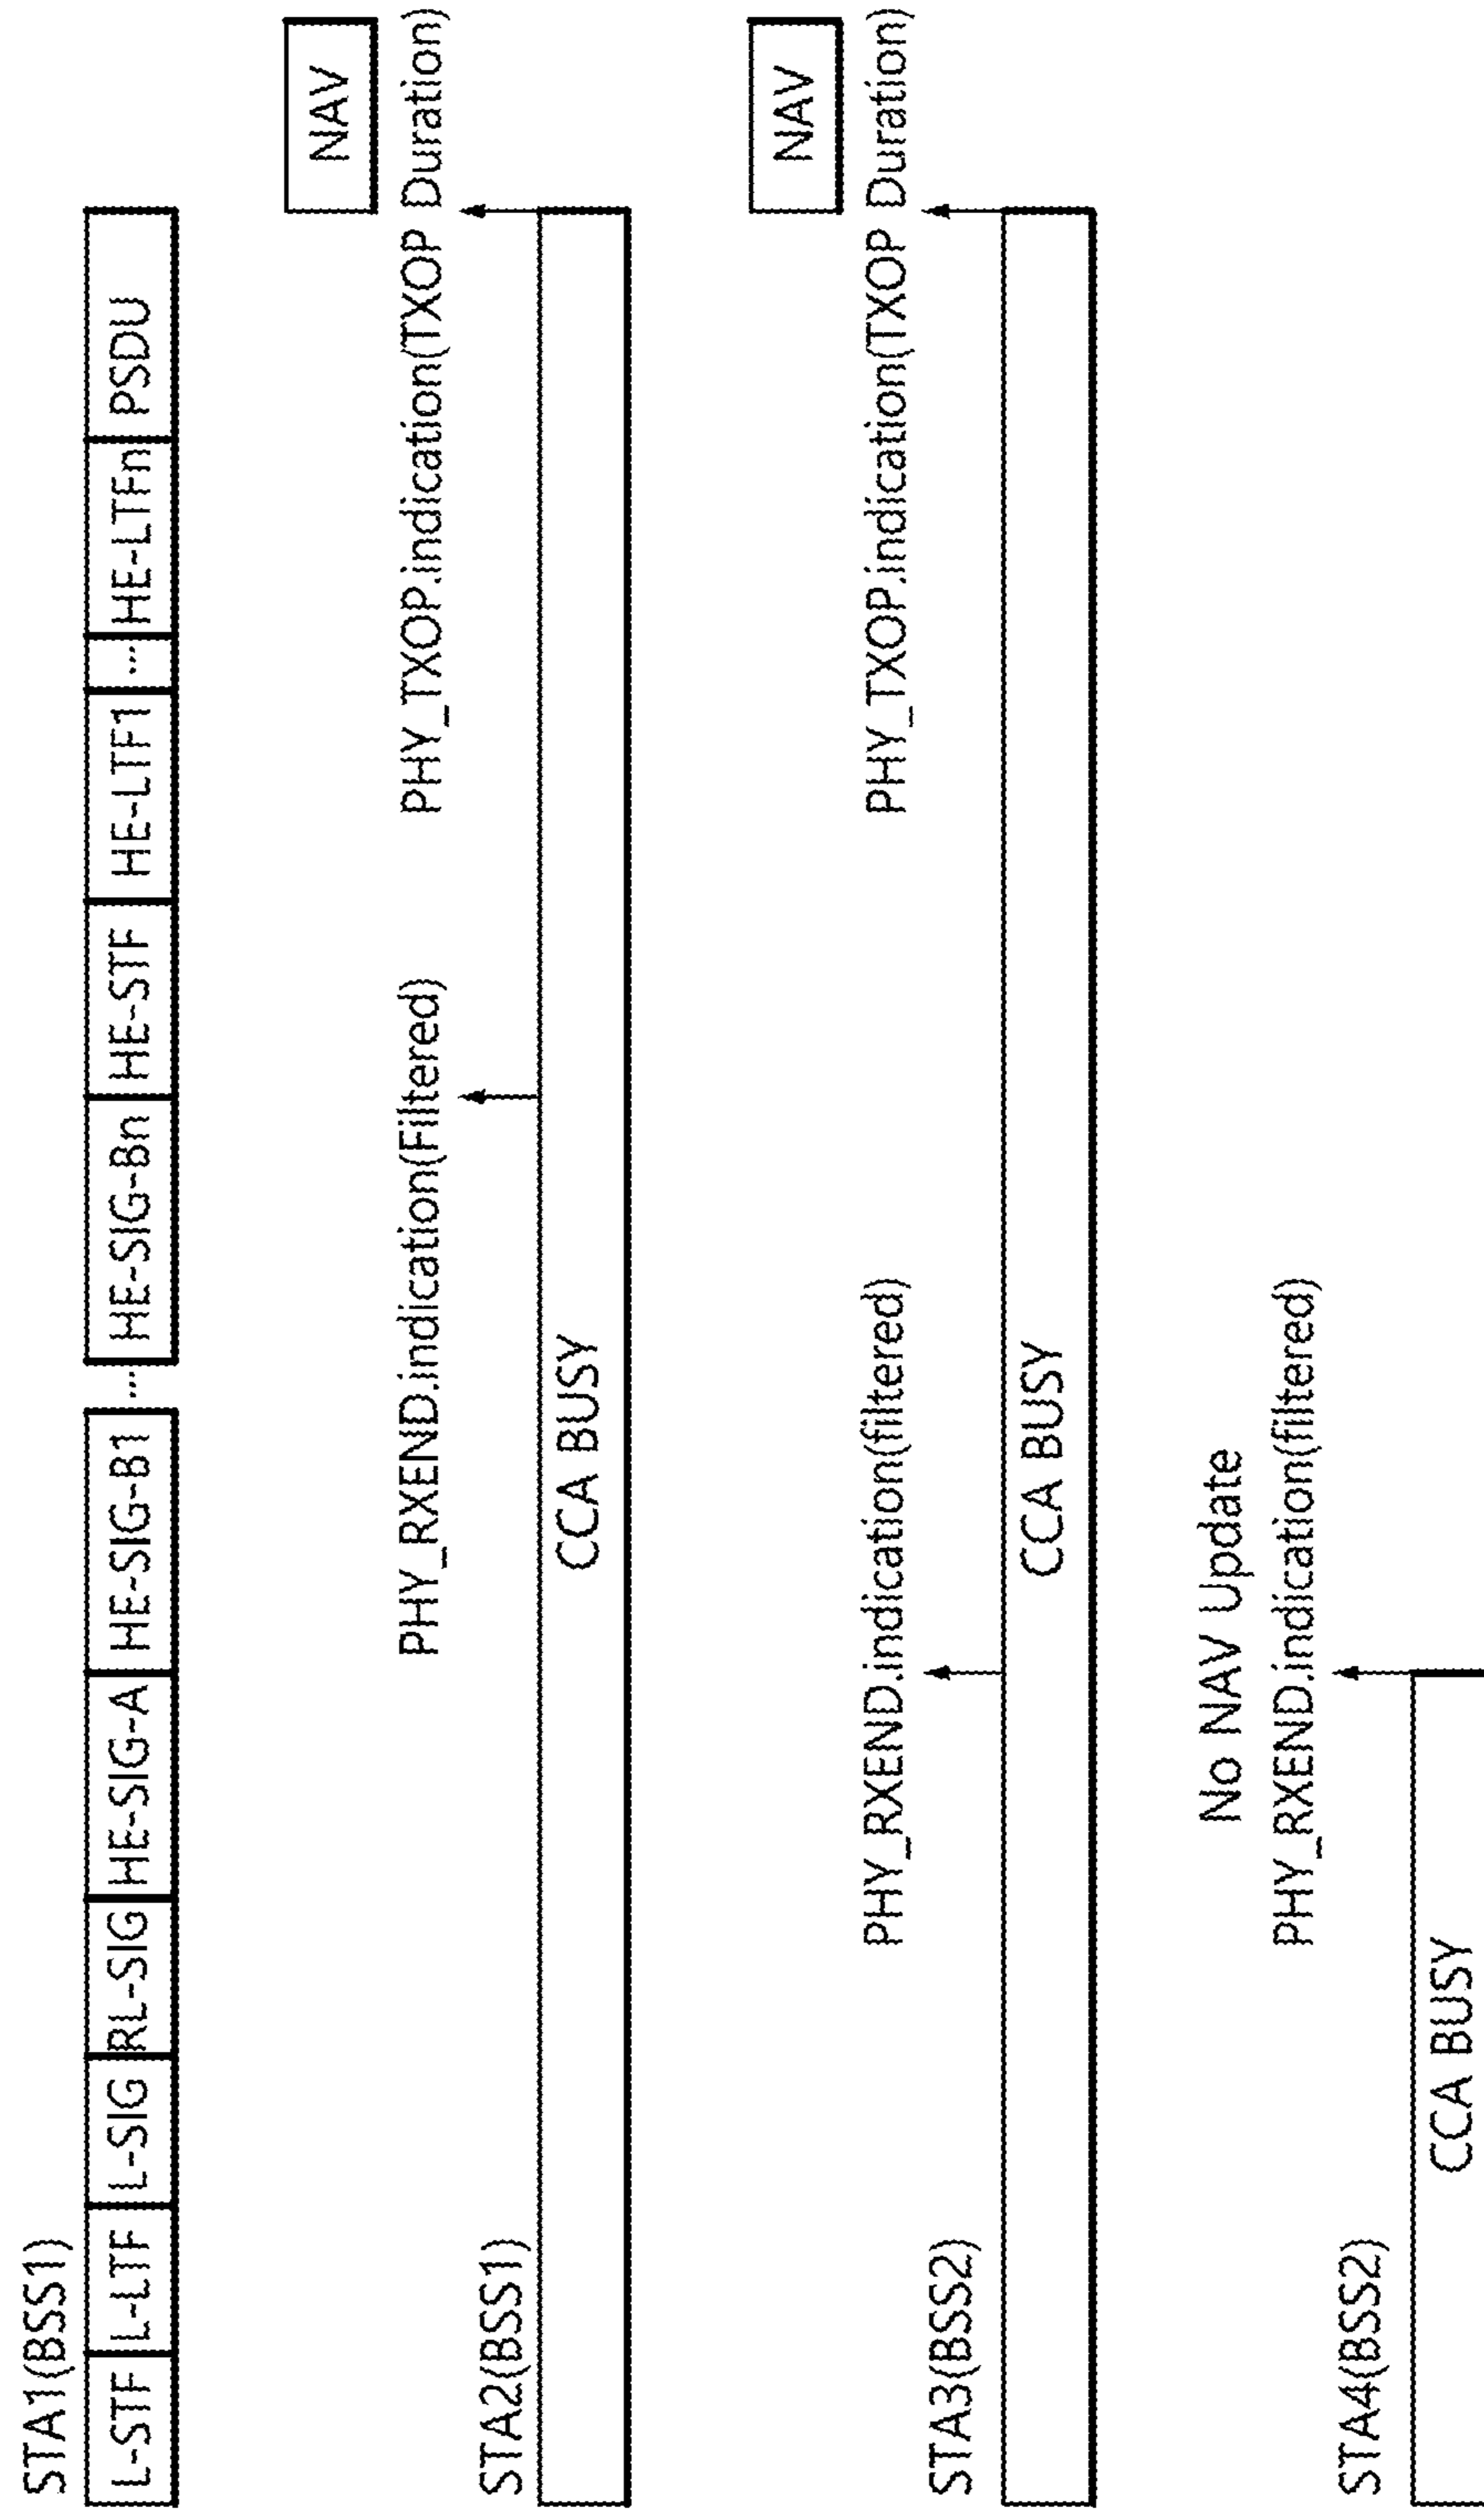 STA1(BSS1)
L-STF L-LTF L-SIG RL-SIG HE-SIG-A HE-SIG-B1 ... HE-SIG-Bn HE-STF HE-LTF1 ... HE-LTFn PSDU
NAV
PHY_RXEND.indication(Filtered) PHY_TXOP.indication(TXOP Duration)
STA2(BSS1)
CCA BUSY
NAV
PHY_RXEND.indication(filtered) PHY_TXOP.indication(TXOP Duration)
STA3(BSS2)
CCA BUSY
No NAV Update
PHY_RXEND.indication(filtered)
STA4(BSS2)
CCA BUSY